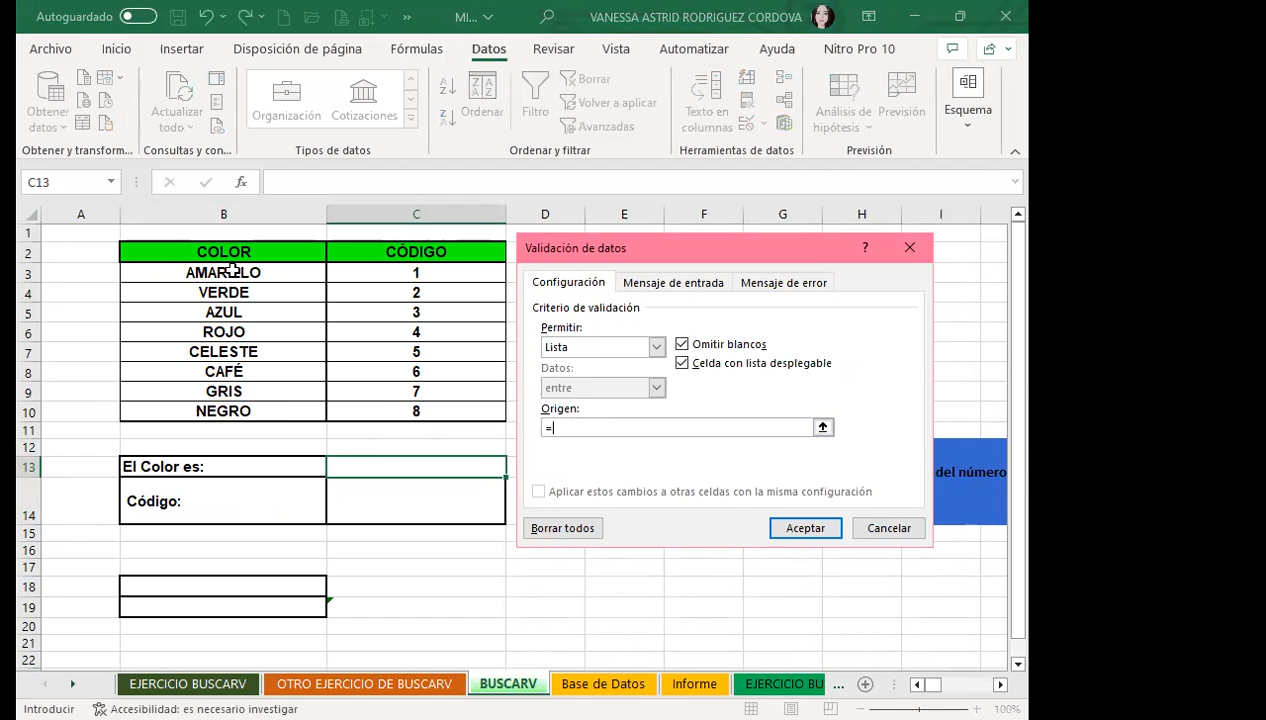 Autoguardado MI... VANESSA ASTRID RODRIGUEZ CORDOVA
Archivo Inicio Insertar Disposición de página Fórmulas Datos Revisar Vista Automatizar Ayuda Nitro Pro 10
Obtener datos Actualizar todo Organización Cotizaciones Ordenar Filtro Borrar Volver a aplicar Avanzadas Texto en columnas Análisis de hipótesis Previsión Esquema
Obtener y transform... Consultas y con... Tipos de datos Ordenar y filtrar Herramientas de datos Previsión
C13 fx
A B C D E F G H I
1
2 COLOR CÓDIGO
3 AMARILLO 1
4 VERDE 2
5 AZUL 3
6 ROJO 4
7 CELESTE 5
8 CAFÉ 6
9 GRIS 7
10 NEGRO 8
11
12
13 El Color es: del número
14 Código:
15
16
17
18
19
20
21
22
Validación de datos ?
Configuración Mensaje de entrada Mensaje de error
Criterio de validación
Permitir:
Lista Omitir blancos
Datos: Celda con lista desplegable
entre
Origen:
=
Aplicar estos cambios a otras celdas con la misma configuración
Borrar todos Aceptar Cancelar
EJERCICIO BUSCARV OTRO EJERCICIO DE BUSCARV BUSCARV Base de Datos Informe EJERCICIO BU ...
Introducir Accesibilidad: es necesario investigar 100%